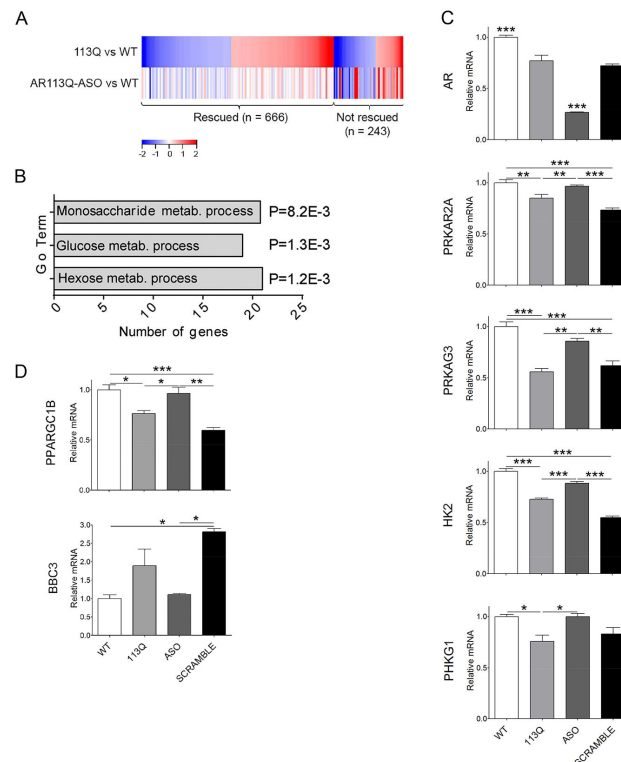 A
113Q vs WT
AR113Q-ASO vs WT
Rescued (n = 666)
Not rescued
(n = 243)
-2 -1 0 1 2
B
Go Term
Monosaccharide metab. process
P=8.2E-3
Glucose metab. process
P=1.3E-3
Hexose metab. process
P=1.2E-3
0 5 10 15 20 25
Number of genes
C
AR
Relative mRNA
1.0
0.5
0.0
***
***
PRKAR2A
Relative mRNA
1.0
0.5
0.0
***
** ** ***
PRKAG3
Relative mRNA
1.0
0.5
0.0
***
***
** **
HK2
Relative mRNA
1.0
0.5
0.0
***
***
*** ***
PHKG1
Relative mRNA
1.0
0.5
0.0
* *
WT
113Q
ASO
SCRAMBLE
D
PPARGC1B
Relative mRNA
1.0
0.5
0.0
***
* * **
BBC3
Relative mRNA
3.0
2.5
2.0
1.5
1.0
0.5
0.0
* *
WT
113Q
ASO
SCRAMBLE